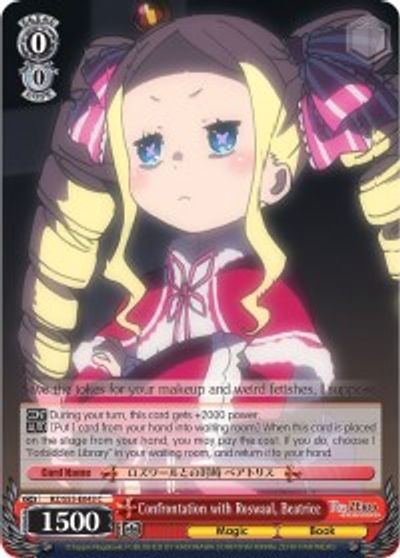 0
0
Save the jokes for your makeup and weird fetishes, I suppose.
During your turn, this card gets +2000 power.
[Put 1 card from your hand into waiting room] When this card is placed
on the stage from your hand, you may pay the cost. If you do, choose 1
"Forbidden Library" in your waiting room, and return it to your hand.
Card Name
ロズワールとの対峙 ベアトリス
Confrontation with Roswaal, Beatrice
1500
Magic
Book